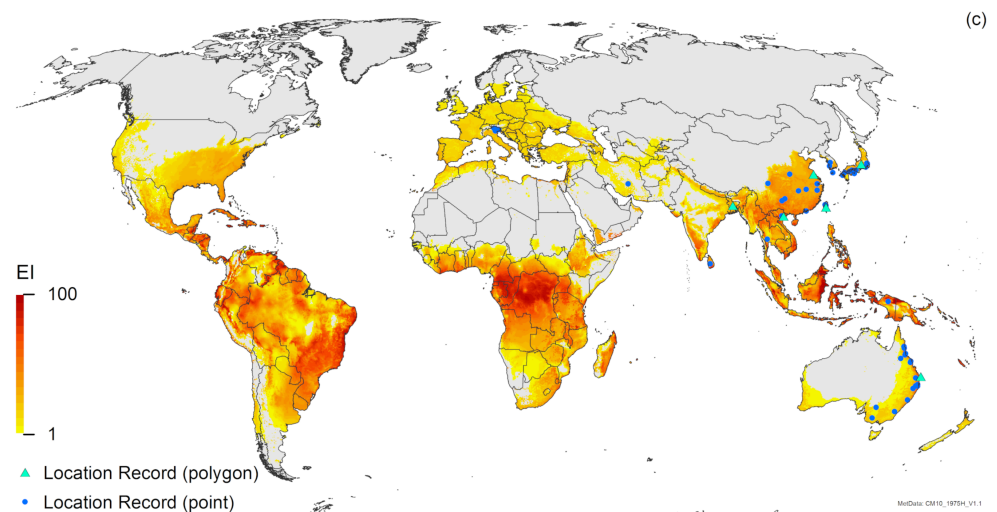 (c)
EI
100
1
Location Record (polygon)
Location Record (point)
MetData: CM10_1975H_V1.1